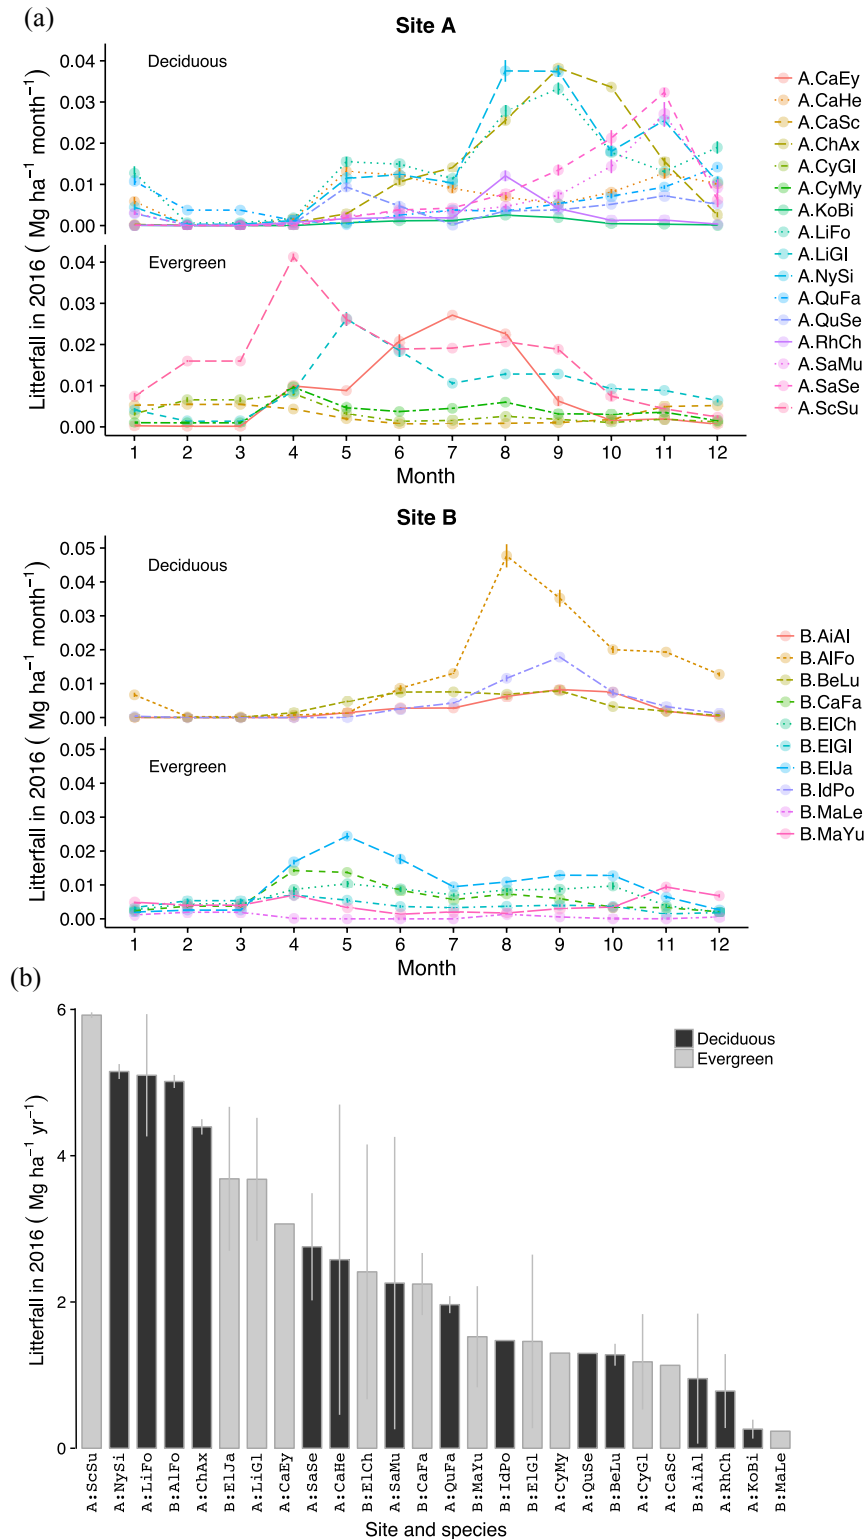 (a)
Site A
Deciduous
0.04
0.03
0.02
0.01
0.00
Evergreen
0.04
0.03
0.02
0.01
0.00
Litterfall in 2016 ( Mg ha−1 month−1)
1 2 3 4 5 6 7 8 9 10 11 12
Month
A.CaEy
A.CaHe
A.CaSc
A.ChAx
A.CyGl
A.CyMy
A.KoBi
A.LiFo
A.LiGl
A.NySi
A.QuFa
A.QuSe
A.RhCh
A.SaMu
A.SaSe
A.ScSu
Site B
Deciduous
0.05
0.04
0.03
0.02
0.01
0.00
Evergreen
0.05
0.04
0.03
0.02
0.01
0.00
Litterfall in 2016 ( Mg ha−1 month−1)
1 2 3 4 5 6 7 8 9 10 11 12
Month
B.AiAl
B.AlFo
B.BeLu
B.CaFa
B.ElCh
B.ElGl
B.ElJa
B.IdPo
B.MaLe
B.MaYu
(b)
6
4
2
0
Litterfall in 2016 ( Mg ha−1 yr−1)
Deciduous
Evergreen
A:ScSu
A:NySi
A:LiFo
B:AlFo
A:ChAx
B:ElJa
A:LiGl
A:CaEy
A:SaSe
A:CaHe
B:ElCh
A:SaMu
B:CaFa
A:QuFa
B:MaYu
B:IdPo
B:ElGl
A:CyMy
A:QuSe
B:BeLu
A:CyGl
A:CaSc
B:AiAl
A:RhCh
A:KoBi
B:MaLe
Site and species